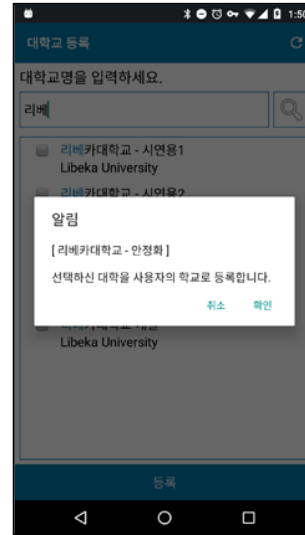 1:50
대학교 등록
대학교명을 입력하세요.
리베
리베카대학교 - 시연용1
Libeka University
리베카대학교 - 시연용2
알림
[ 리베카대학교 - 안정화 ]
선택하신 대학을 사용자의 학교로 등록합니다.
취소 확인
Libeka University
등록